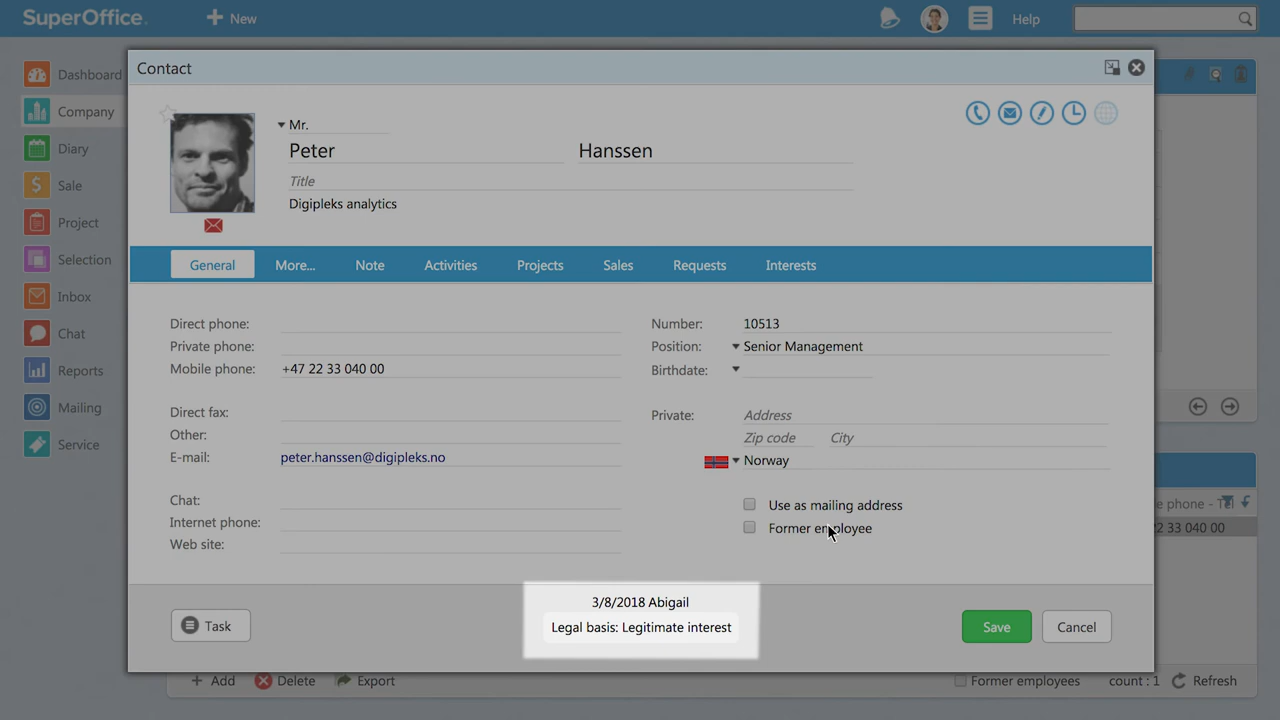 SuperOffice.
New
Help
Dashboard
Company
Diary
Sale
Project
Selection
Inbox
Chat
Reports
Mailing
Service
Contact
Mr.
Peter Hanssen
Title
Digipleks analytics
General More... Note Activities Projects Sales Requests Interests
Direct phone:
Private phone:
Mobile phone: +47 22 33 040 00
Direct fax:
Other:
E-mail: peter.hanssen@digipleks.no
Chat:
Internet phone:
Web site:
Number: 10513
Position: Senior Management
Birthdate:
Private: Address
Zip code City
Norway
Use as mailing address
Former employee
3/8/2018 Abigail
Legal basis: Legitimate interest
Task
Save
Cancel
e phone - Tel
22 33 040 00
Add Delete Export
Former employees count : 1 Refresh